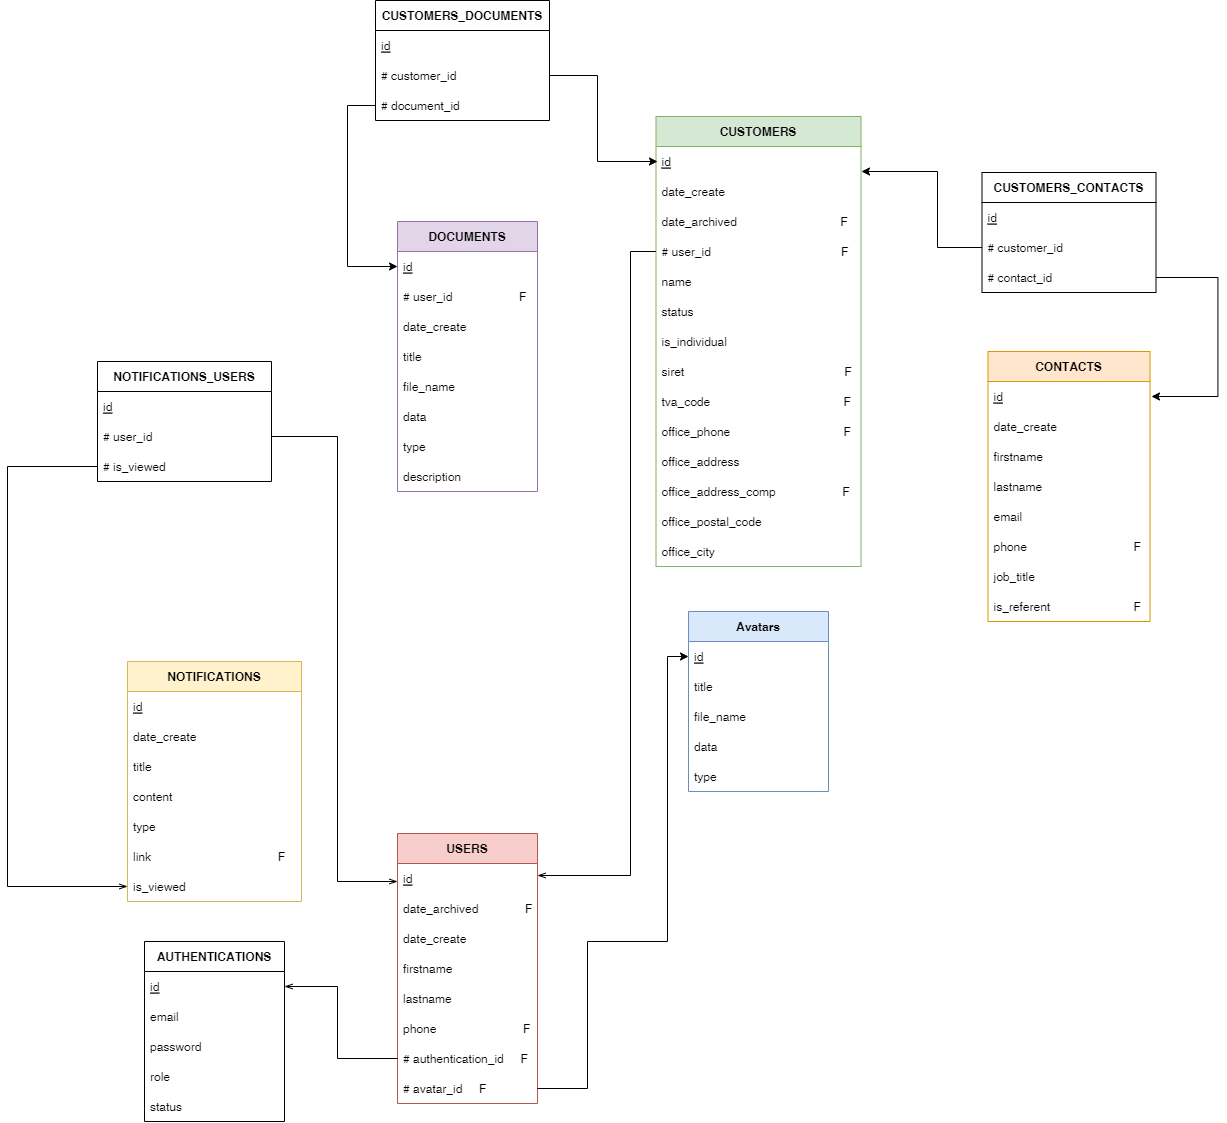 CUSTOMERS_DOCUMENTS
id
# customer_id
# document_id
CUSTOMERS
id
date_create
date_archived F
# user_id F
name
status
is_individual
siret F
tva_code F
office_phone F
office_address
office_address_comp F
office_postal_code
office_city
CUSTOMERS_CONTACTS
id
# customer_id
# contact_id
DOCUMENTS
id
# user_id F
date_create
title
file_name
data
type
description
CONTACTS
id
date_create
firstname
lastname
email
phone F
job_title
is_referent F
NOTIFICATIONS_USERS
id
# user_id
# is_viewed
Avatars
id
title
file_name
data
type
NOTIFICATIONS
id
date_create
title
content
type
link F
is_viewed
USERS
id
date_archived F
date_create
firstname
lastname
phone F
# authentication_id F
# avatar_id F
AUTHENTICATIONS
id
email
password
role
status